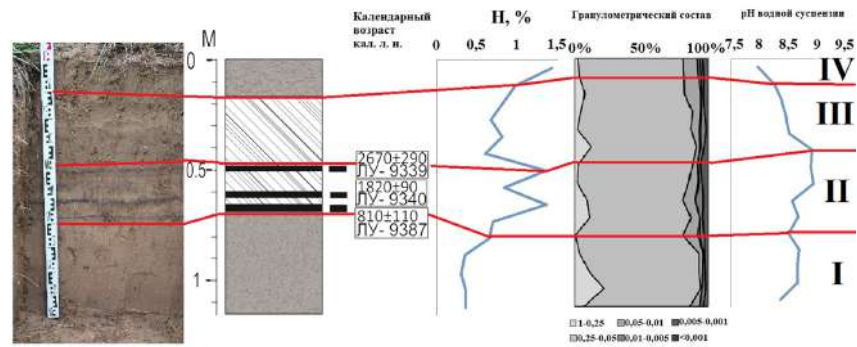 Календарный
возраст
кал. л. н.
Н, %
Гранулометрический состав
рН водной суспензии
М
0 0,5 1 1,5
0% 50% 100%
7,5 8 8,5 9 9,5
0
IV
III
2670±290
ЛУ- 9339
0.5
1820±90
ЛУ- 9340
II
810±110
ЛУ- 9387
1
I
1-0,25 0,05-0,01 0,005-0,001
0,25-0,05 0,01-0,005 <0,001